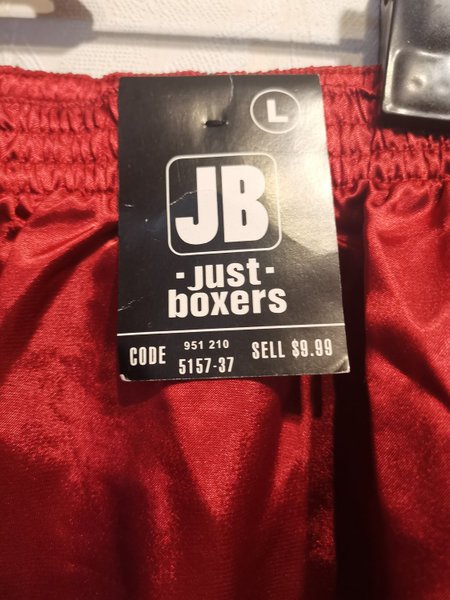 L
JB
-just-
boxers
CODE 951 210 SELL $9.99
5157-37